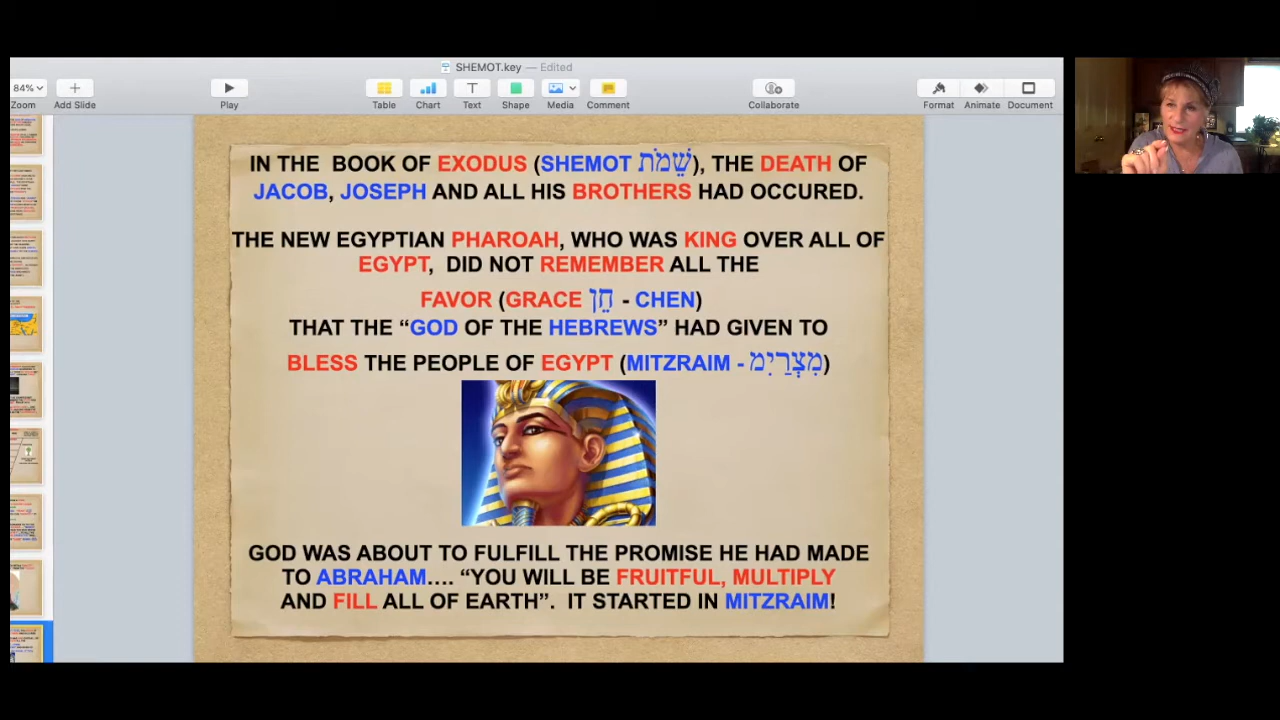 SHEMOT.key — Edited
84%
Zoom
Add Slide
Play
Table
Chart
Text
Shape
Media
Comment
Collaborate
Format
Animate
Document
IN THE BOOK OF EXODUS (SHEMOT שֵׁמֹת), THE DEATH OF
JACOB, JOSEPH AND ALL HIS BROTHERS HAD OCCURED.
THE NEW EGYPTIAN PHAROAH, WHO WAS KING OVER ALL OF
EGYPT, DID NOT REMEMBER ALL THE
FAVOR (GRACE חֵן - CHEN)
THAT THE “GOD OF THE HEBREWS” HAD GIVEN TO
BLESS THE PEOPLE OF EGYPT (MITZRAIM - מִצְרַיִמ)
GOD WAS ABOUT TO FULFILL THE PROMISE HE HAD MADE
TO ABRAHAM…. “YOU WILL BE FRUITFUL, MULTIPLY
AND FILL ALL OF EARTH”. IT STARTED IN MITZRAIM!